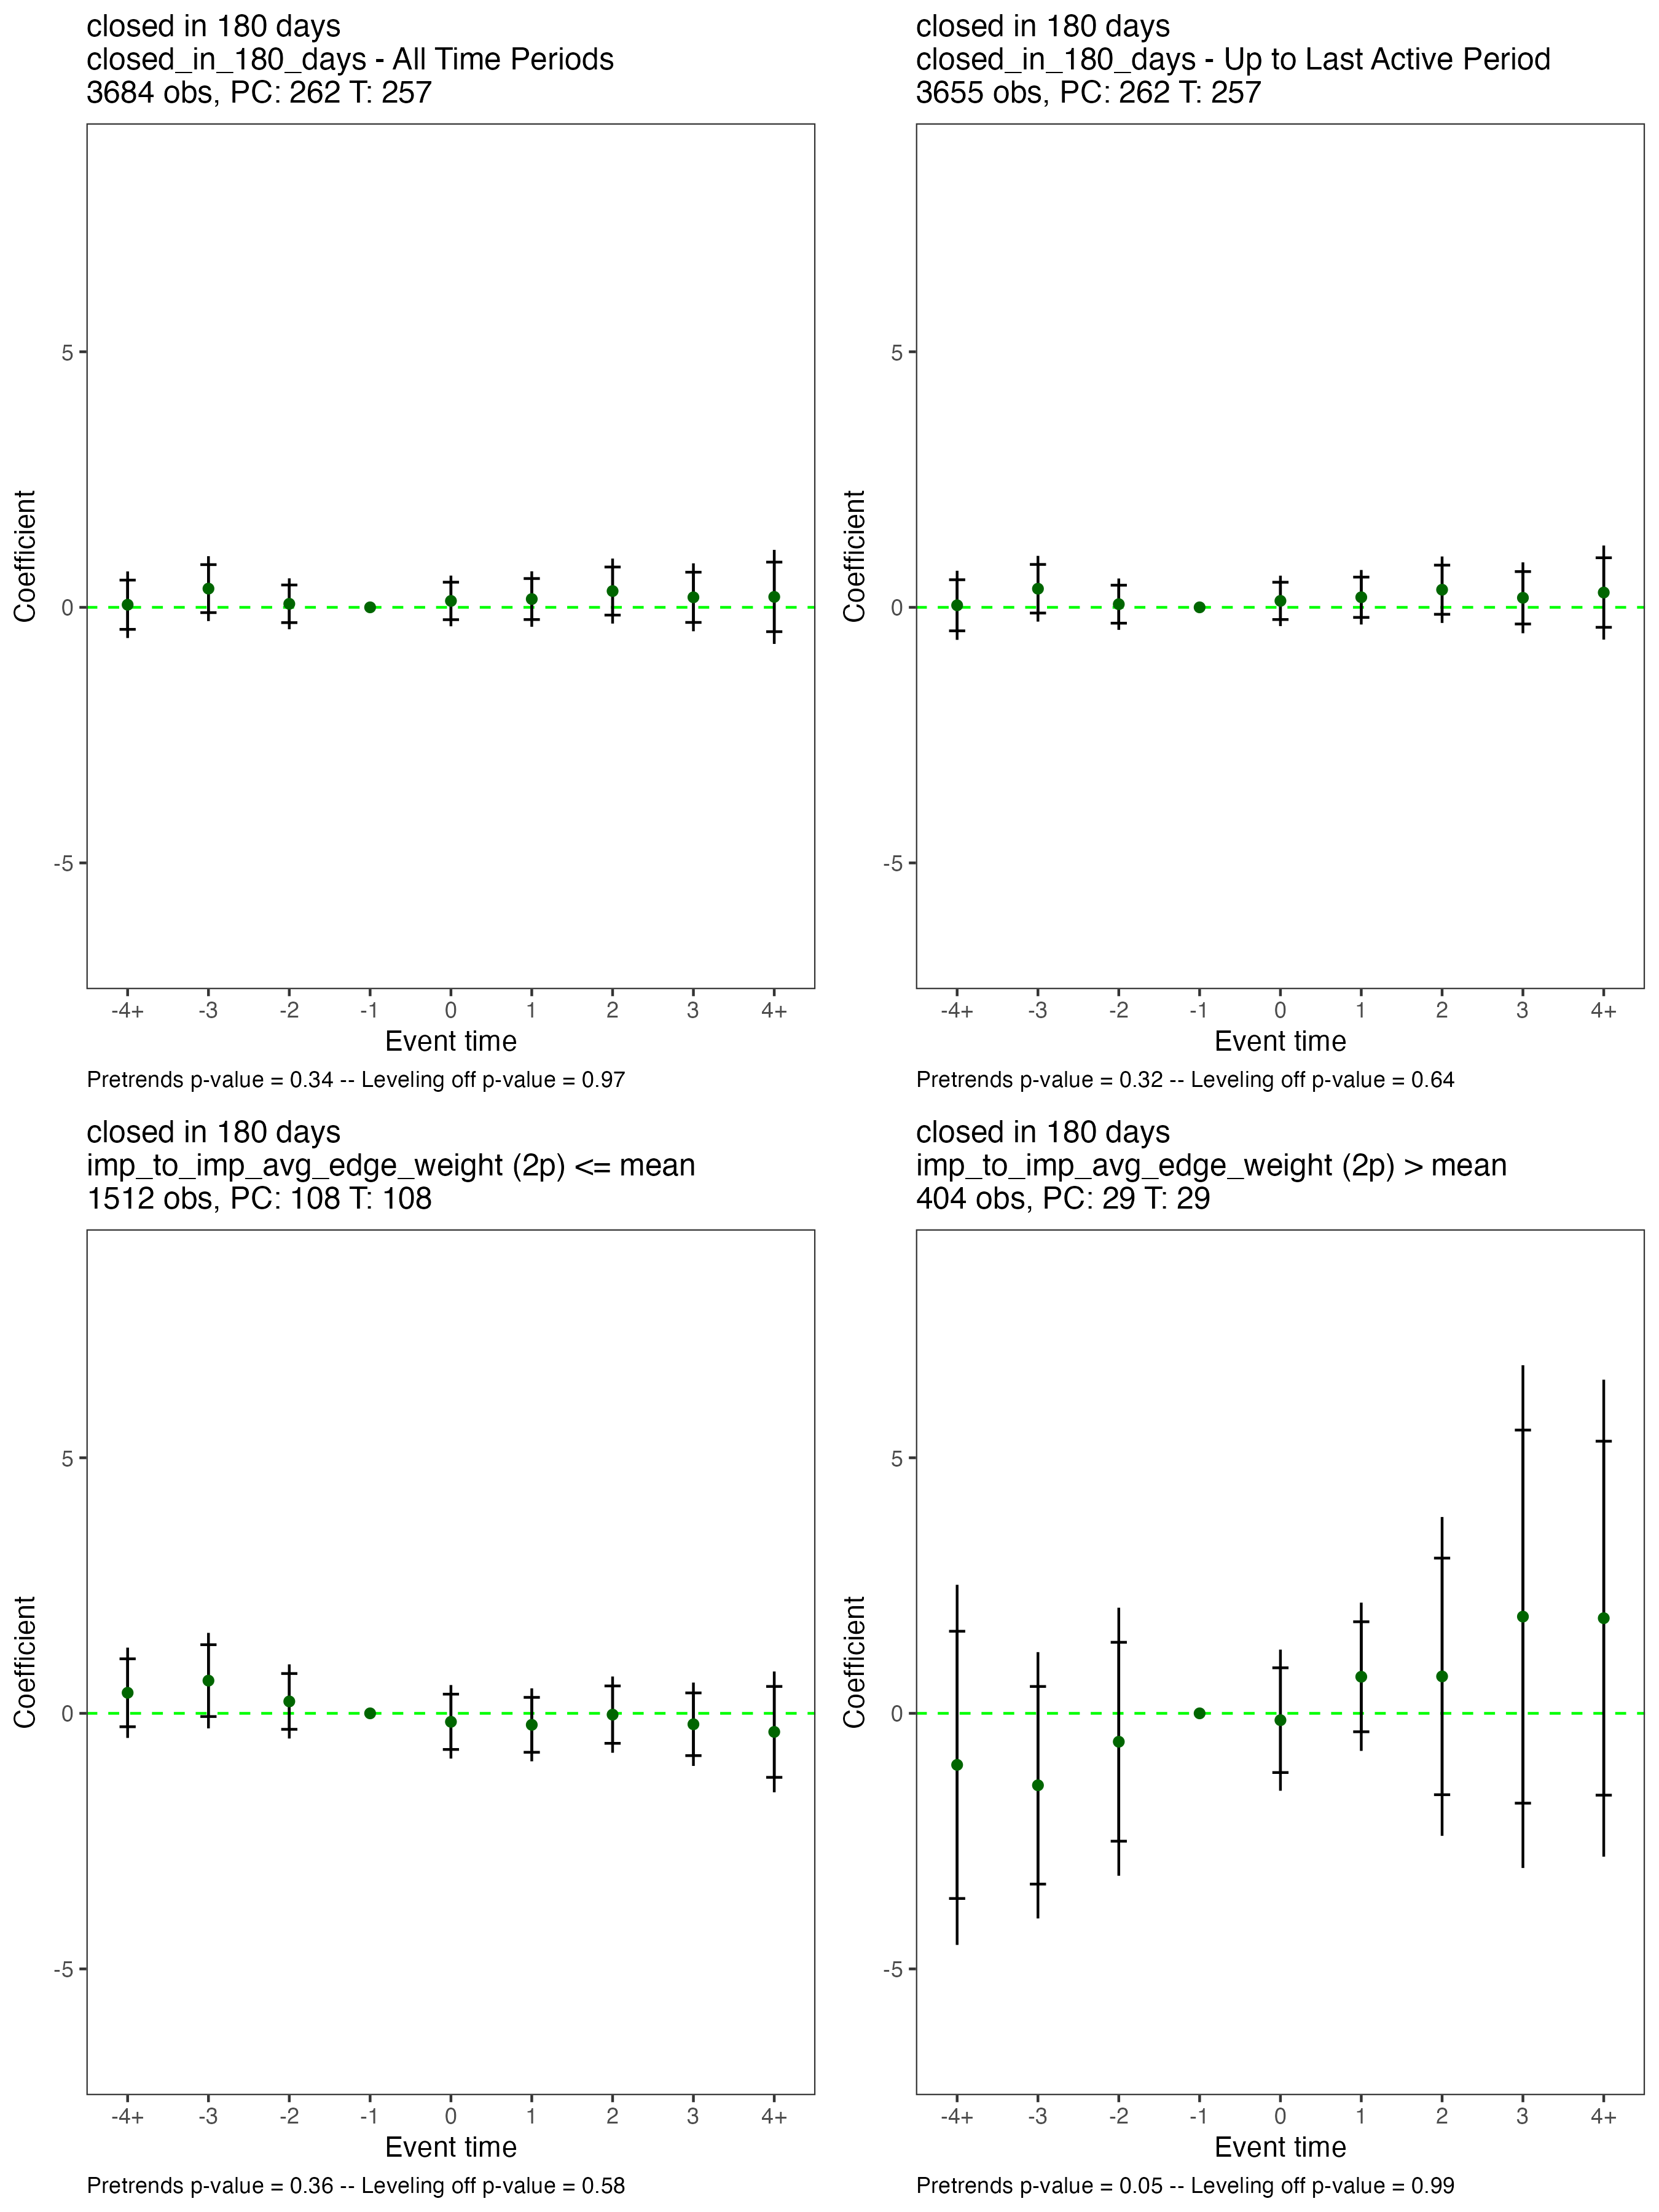 closed in 180 days
closed_in_180_days - All Time Periods
3684 obs, PC: 262 T: 257
Coefficient
5
0
-5
-4+ -3 -2 -1 0 1 2 3 4+
Event time
Pretrends p-value = 0.34 -- Leveling off p-value = 0.97
closed in 180 days
closed_in_180_days - Up to Last Active Period
3655 obs, PC: 262 T: 257
Coefficient
5
0
-5
-4+ -3 -2 -1 0 1 2 3 4+
Event time
Pretrends p-value = 0.32 -- Leveling off p-value = 0.64
closed in 180 days
imp_to_imp_avg_edge_weight (2p) <= mean
1512 obs, PC: 108 T: 108
Coefficient
5
0
-5
-4+ -3 -2 -1 0 1 2 3 4+
Event time
Pretrends p-value = 0.36 -- Leveling off p-value = 0.58
closed in 180 days
imp_to_imp_avg_edge_weight (2p) > mean
404 obs, PC: 29 T: 29
Coefficient
5
0
-5
-4+ -3 -2 -1 0 1 2 3 4+
Event time
Pretrends p-value = 0.05 -- Leveling off p-value = 0.99